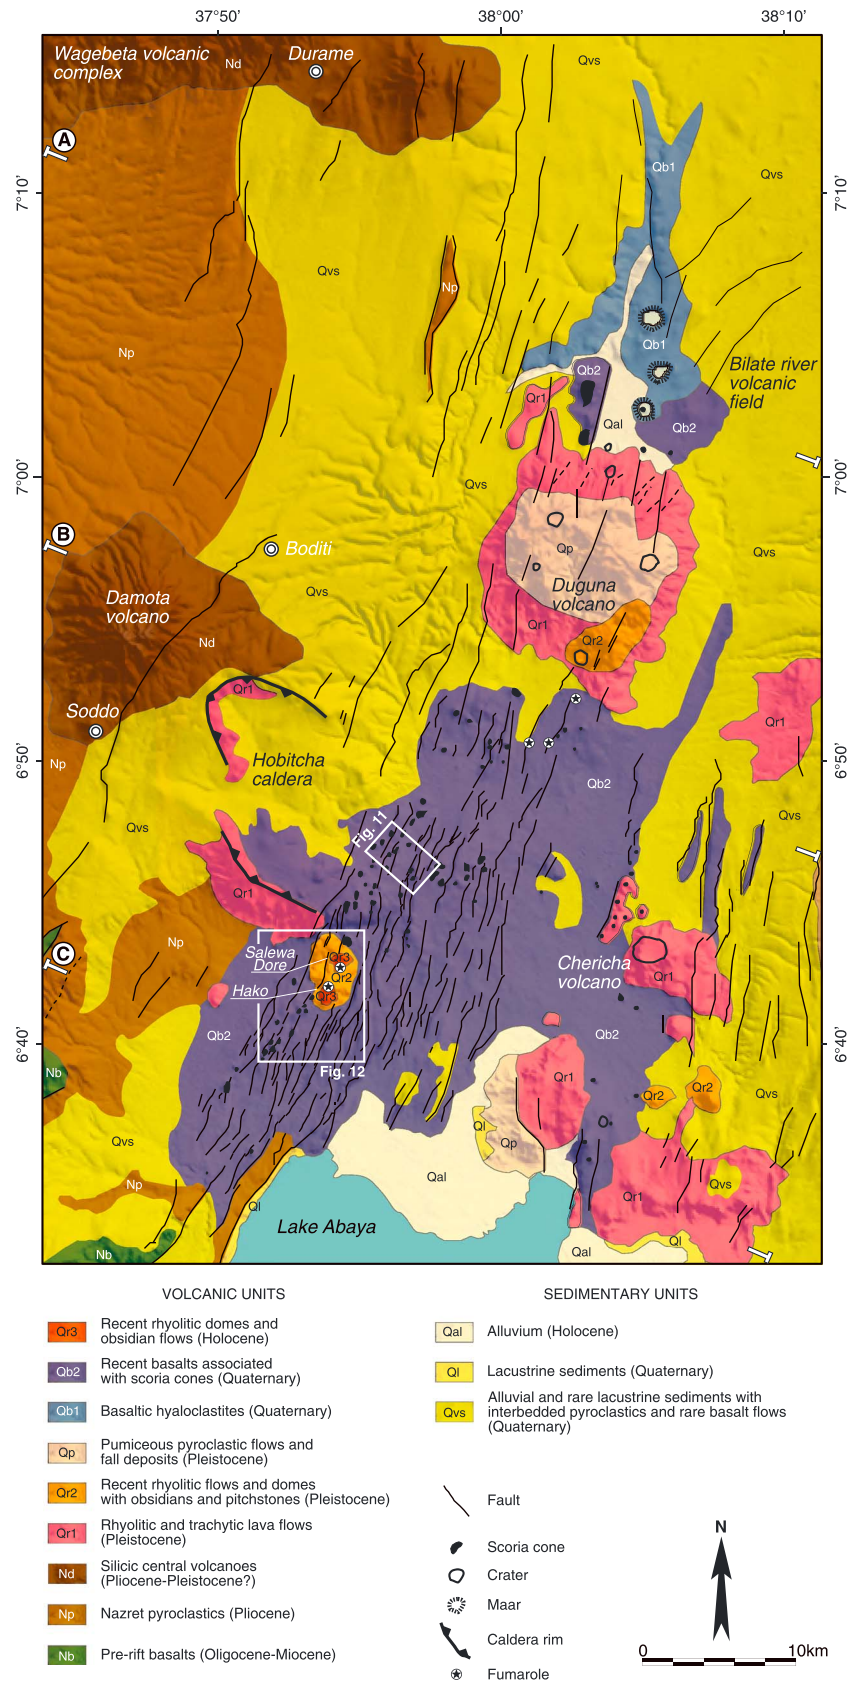 37°50'
38°00'
38°10'
Wagebeta volcanic
complex
Nd
Durame
Qvs
A
7°10'
7°10'
Qb1
Qvs
Qvs
Np
Np
Qb1
Bilate river
volcanic
field
Qb2
Qr1
Qal
Qb2
7°00'
7°00'
Qvs
B
Boditi
Qp
Qvs
Damota
volcano
Qvs
Duguna
volcano
Qr1
Qr2
Nd
Qr1
Soddo
Qr1
6°50'
6°50'
Np
Hobitcha
caldera
Qb2
Qvs
Qvs
Fig. 11
Qr1
Np
C
Salewa
Dore
Qr3
Qr2
Hako
Qr3
Chericha
volcano
Qr1
Qb2
Qb2
6°40'
6°40'
Fig. 12
Nb
Qr1
Qr2
Qr2
Qvs
Ql
Qp
Qvs
Qal
Np
Qr1
Qvs
Ql
Lake Abaya
Nb
Qal
Ql
VOLCANIC UNITS
Qr3
Recent rhyolitic domes and
obsidian flows (Holocene)
Qb2
Recent basalts associated
with scoria cones (Quaternary)
Qb1
Basaltic hyaloclastites (Quaternary)
Qp
Pumiceous pyroclastic flows and
fall deposits (Pleistocene)
Qr2
Recent rhyolitic flows and domes
with obsidians and pitchstones (Pleistocene)
Qr1
Rhyolitic and trachytic lava flows
(Pleistocene)
Nd
Silicic central volcanoes
(Pliocene-Pleistocene?)
Np
Nazret pyroclastics (Pliocene)
Nb
Pre-rift basalts (Oligocene-Miocene)
SEDIMENTARY UNITS
Qal
Alluvium (Holocene)
Ql
Lacustrine sediments (Quaternary)
Qvs
Alluvial and rare lacustrine sediments with
interbedded pyroclastics and rare basalt flows
(Quaternary)
Fault
Scoria cone
Crater
Maar
Caldera rim
Fumarole
N
0
10km